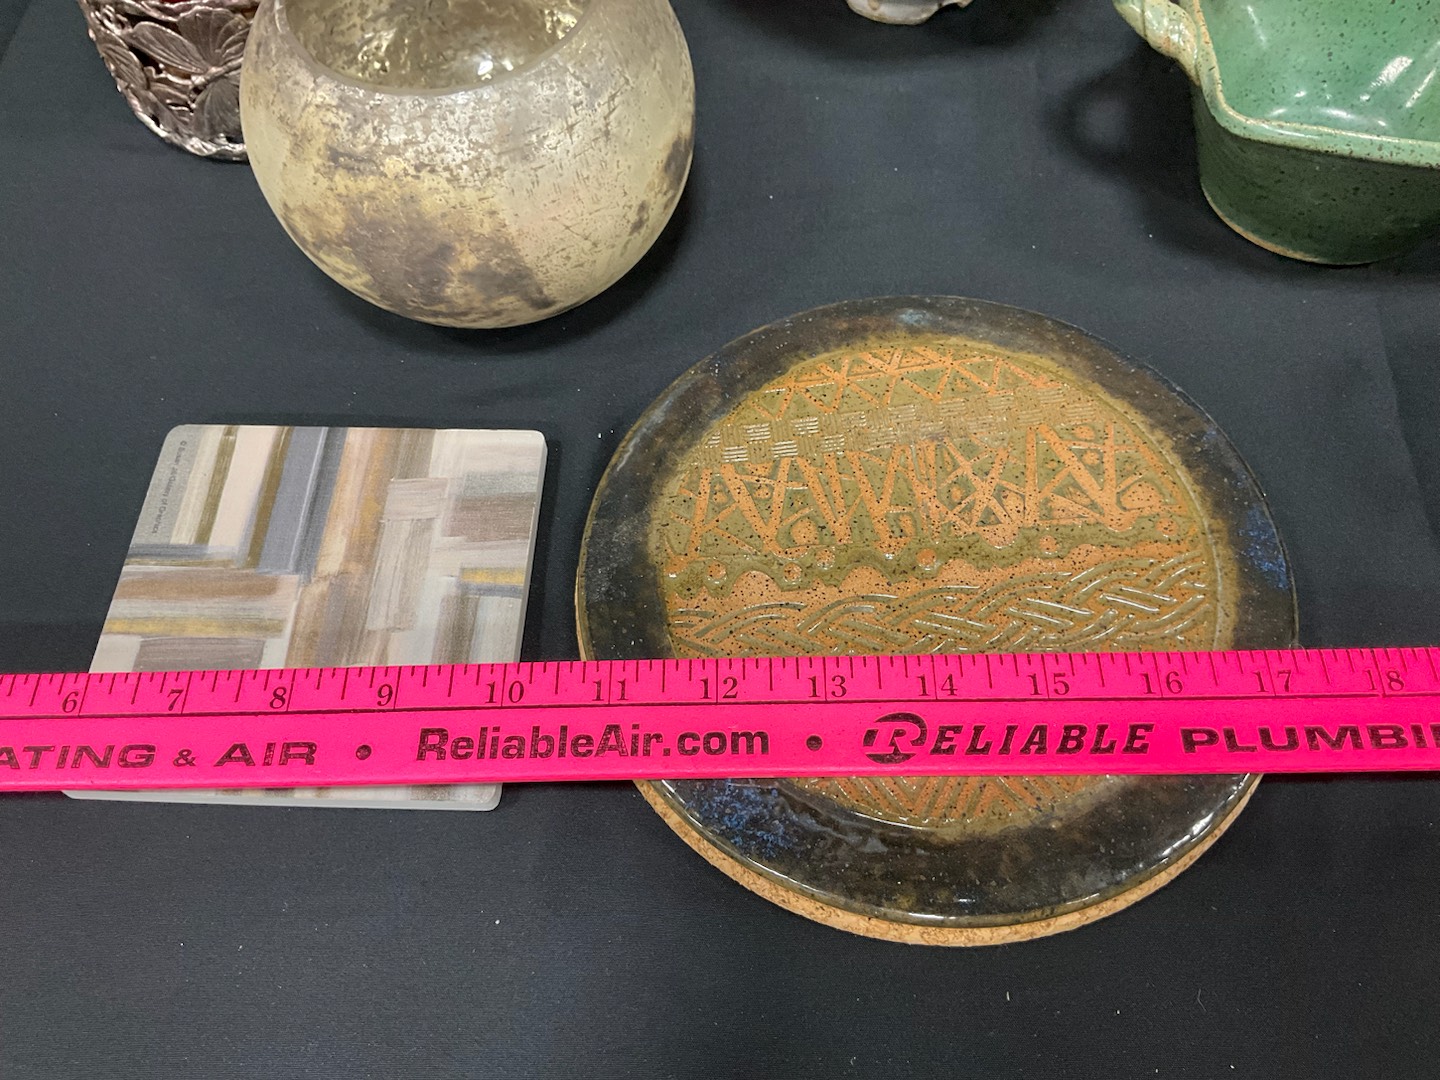 6 7 8 9 10 11 12 13 14 15 16 17 18
ATING & AIR • ReliableAir.com • RELIABLE PLUMBI